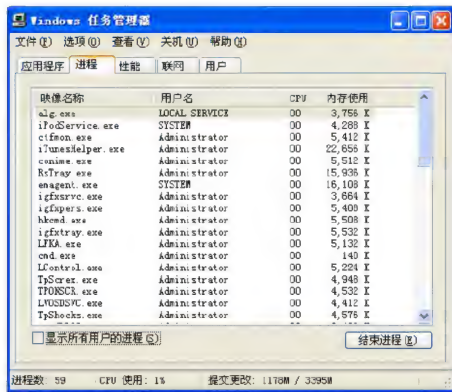 Windows 任务管理器
文件(F) 选项(O) 查看(V) 关机(U) 帮助(H)
应用程序 进程 性能 联网 用户
映像名称 用户名 CPU 内存使用
alg.exe LOCAL SERVICE 00 3,756 K
iPodService.exe SYSTEM 00 4,288 K
ctfmon.exe Administrator 00 5,412 K
iTunesHelper.exe Administrator 00 22,656 K
conime.exe Administrator 00 5,512 K
RsTray.exe Administrator 00 15,936 K
enagent.exe SYSTEM 00 16,108 K
igfxsrvc.exe Administrator 00 3,664 K
igfxpers.exe Administrator 00 5,408 K
hkcmd.exe Administrator 00 5,508 K
igfxtray.exe Administrator 00 5,532 K
LFKA.exe Administrator 00 5,132 K
cmd.exe Administrator 00 140 K
LControl.exe Administrator 00 5,224 K
TpScrex.exe Administrator 00 4,948 K
TPONSCR.exe Administrator 00 4,532 K
LVOSDSVC.exe Administrator 00 4,412 K
TpShocks.exe Administrator 00 4,576 K
显示所有用户的进程(S) 结束进程(E)
进程数: 59 CPU 使用: 1% 提交更改: 1178M / 3395M